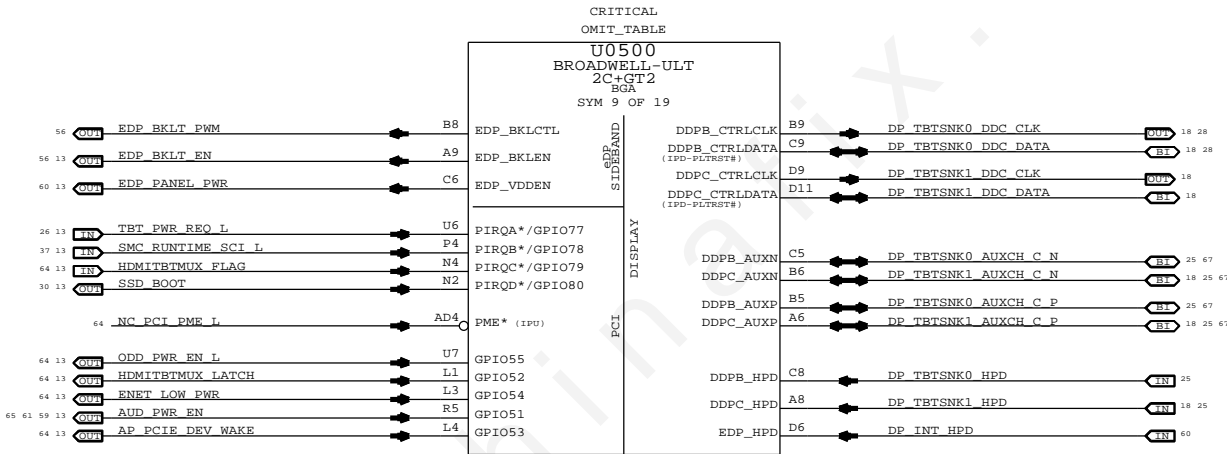 CRITICAL
OMIT_TABLE
U0500
BROADWELL-ULT
2C+GT2
BGA
SYM 9 OF 19
56 OUT EDP_BKLT_PWM B8 EDP_BKLCTL
56 13 OUT EDP_BKLT_EN A9 EDP_BKLEN
60 13 OUT EDP_PANEL_PWR C6 EDP_VDDEN
eDP SIDEBAND
26 13 IN TBT_PWR_REQ_L U6 PIRQA*/GPIO77
37 13 IN SMC_RUNTIME_SCI_L P4 PIRQB*/GPIO78
64 13 IN HDMITBTMUX_FLAG N4 PIRQC*/GPIO79
30 13 OUT SSD_BOOT N2 PIRQD*/GPIO80
64 NC_PCI_PME_L AD4 PME* (IPU)
64 13 OUT ODD_PWR_EN_L U7 GPIO55
64 13 OUT HDMITBTMUX_LATCH L1 GPIO52
64 13 OUT ENET_LOW_PWR L3 GPIO54
65 61 59 13 OUT AUD_PWR_EN R5 GPIO51
64 13 OUT AP_PCIE_DEV_WAKE L4 GPIO53
PCI
DISPLAY
DDPB_CTRLCLK B9 DP_TBTSNK0_DDC_CLK OUT 18 28
DDPB_CTRLDATA C9 DP_TBTSNK0_DDC_DATA BI 18 28
(IPD-PLTRST#)
DDPC_CTRLCLK D9 DP_TBTSNK1_DDC_CLK OUT 18
DDPC_CTRLDATA D11 DP_TBTSNK1_DDC_DATA BI 18
(IPD-PLTRST#)
DDPB_AUXN C5 DP_TBTSNK0_AUXCH_C_N BI 25 67
DDPC_AUXN B6 DP_TBTSNK1_AUXCH_C_N BI 18 25 67
DDPB_AUXP B5 DP_TBTSNK0_AUXCH_C_P BI 25 67
DDPC_AUXP A6 DP_TBTSNK1_AUXCH_C_P BI 18 25 67
DDPB_HPD C8 DP_TBTSNK0_HPD IN 25
DDPC_HPD A8 DP_TBTSNK1_HPD IN 18 25
EDP_HPD D6 DP_INT_HPD IN 60
hinafix.